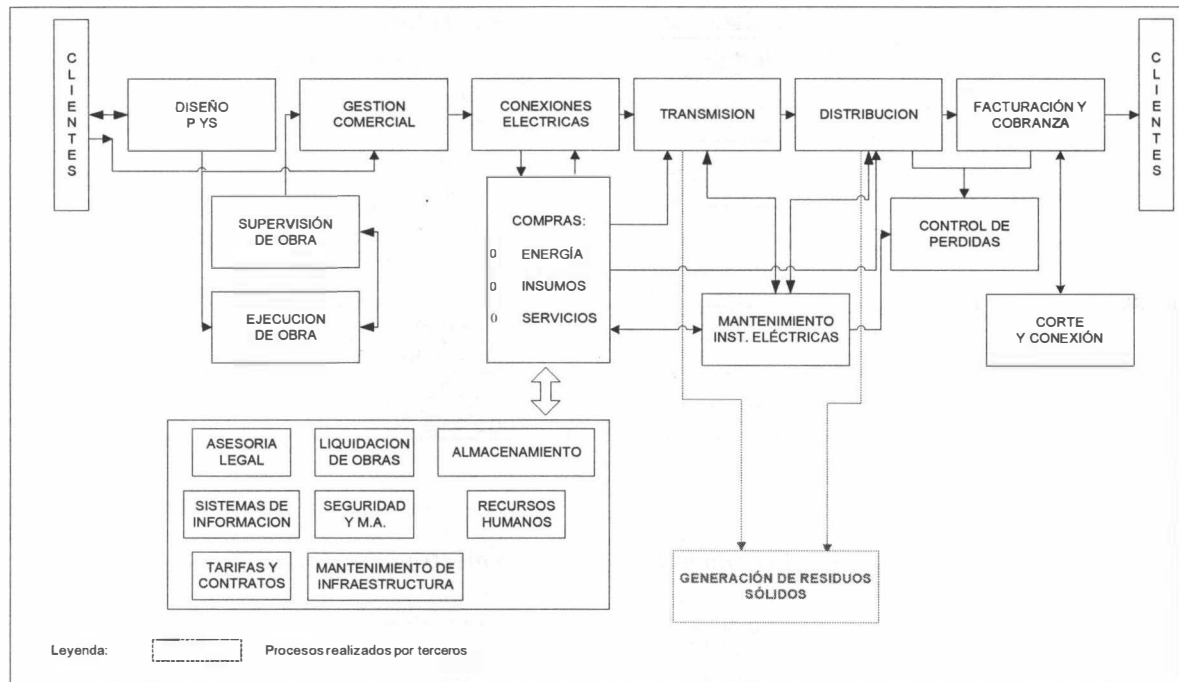 CLIENTES
DISEÑO
P YS
GESTION
COMERCIAL
CONEXIONES
ELECTRICAS
TRANSMISION
DISTRIBUCION
FACTURACIÓN Y
COBRANZA
CLIENTES
SUPERVISIÓN
DE OBRA
EJECUCION
DE OBRA
COMPRAS:
0 ENERGÍA
0 INSUMOS
0 SERVICIOS
CONTROL DE
PERDIDAS
MANTENIMIENTO
INST. ELÉCTRICAS
CORTE
Y CONEXIÓN
ASESORIA
LEGAL
LIQUIDACION
DE OBRAS
ALMACENAMIENTO
SISTEMAS DE
INFORMACION
SEGURIDAD
Y M.A.
RECURSOS
HUMANOS
TARIFAS Y
CONTRATOS
MANTENIMIENTO DE
INFRAESTRUCTURA
GENERACIÓN DE RESIDUOS
SÓLIDOS
Leyenda: Procesos realizados por terceros